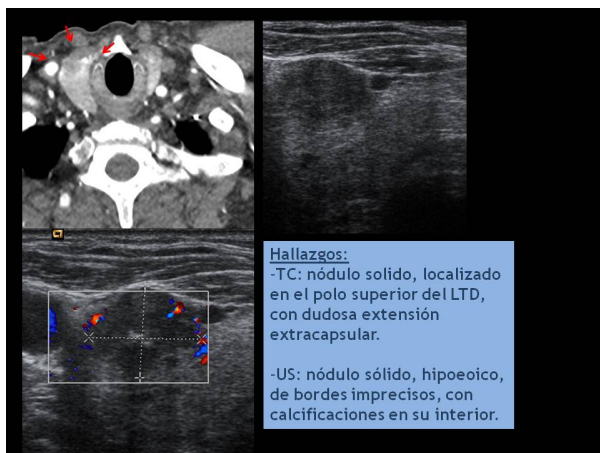 Hallazgos:
-TC: nódulo solido, localizado
en el polo superior del LTD,
con dudosa extensión
extracapsular.
-US: nódulo sólido, hipoeoico,
de bordes imprecisos, con
calcificaciones en su interior.